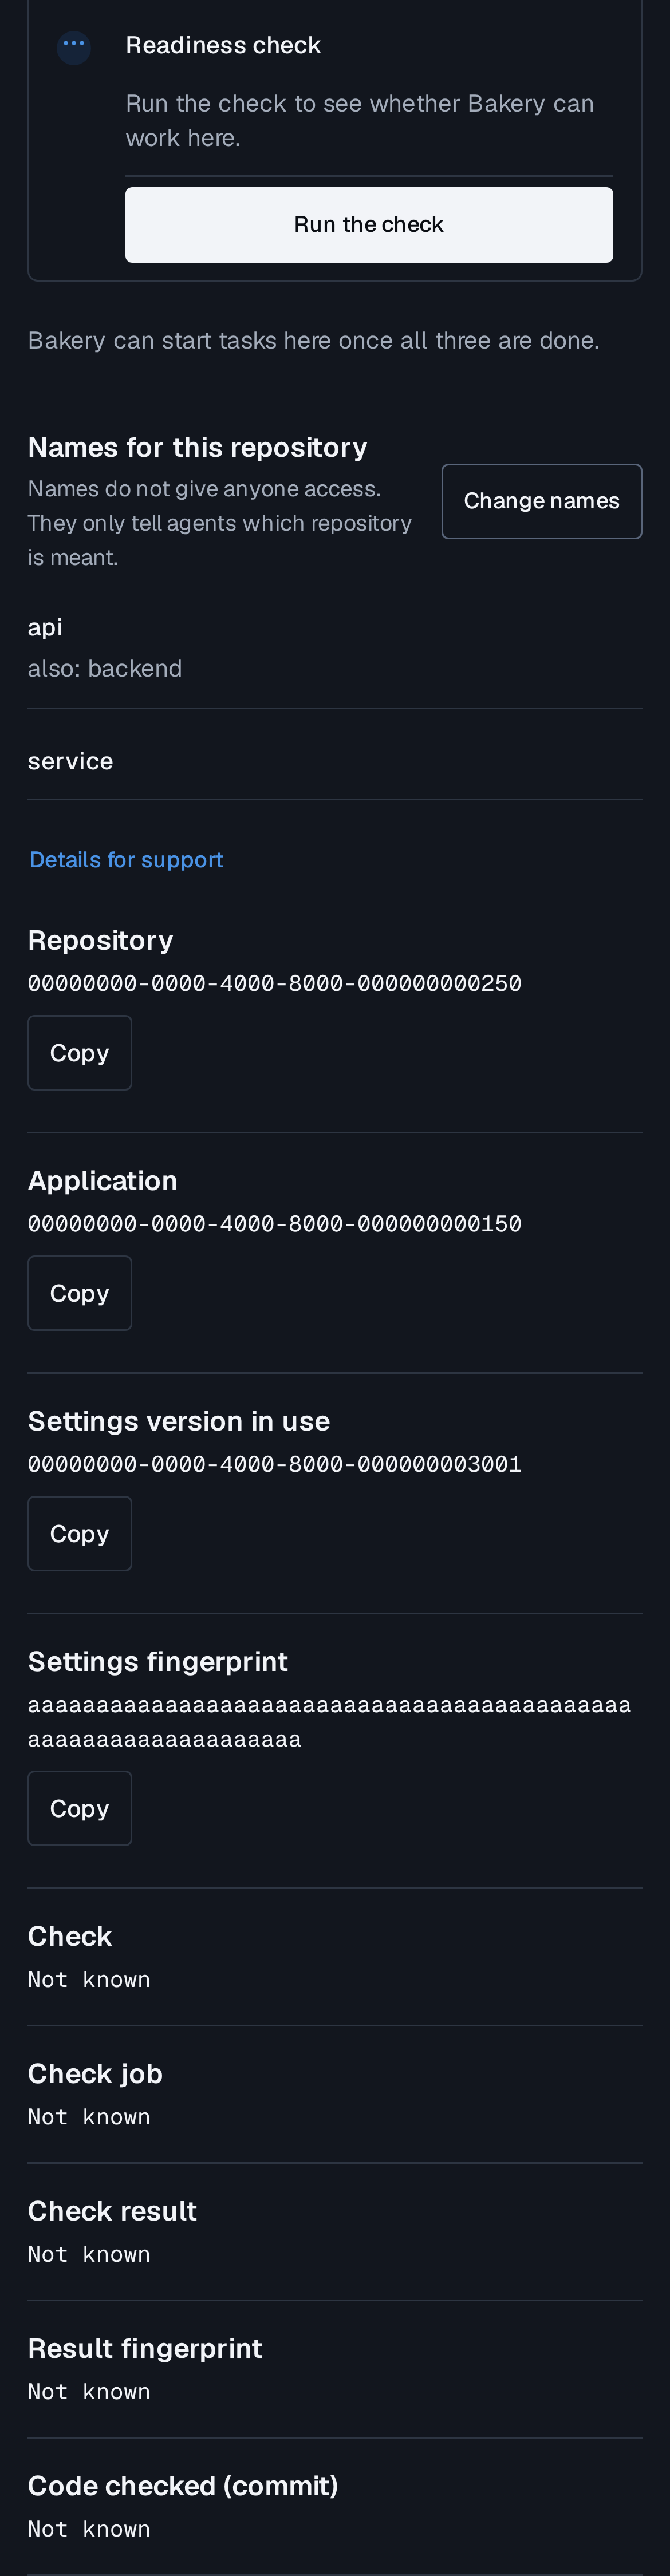 Readiness check
Run the check to see whether Bakery can
work here.
Run the check
Bakery can start tasks here once all three are done.
Names for this repository
Names do not give anyone access.
They only tell agents which repository
is meant.
Change names
api
also: backend
service
Details for support
Repository
00000000-0000-4000-8000-000000000250
Copy
Application
00000000-0000-4000-8000-000000000150
Copy
Settings version in use
00000000-0000-4000-8000-000000003001
Copy
Settings fingerprint
aaaaaaaaaaaaaaaaaaaaaaaaaaaaaaaaaaaaaaaaaaaa
aaaaaaaaaaaaaaaaaaaa
Copy
Check
Not known
Check job
Not known
Check result
Not known
Result fingerprint
Not known
Code checked (commit)
Not known